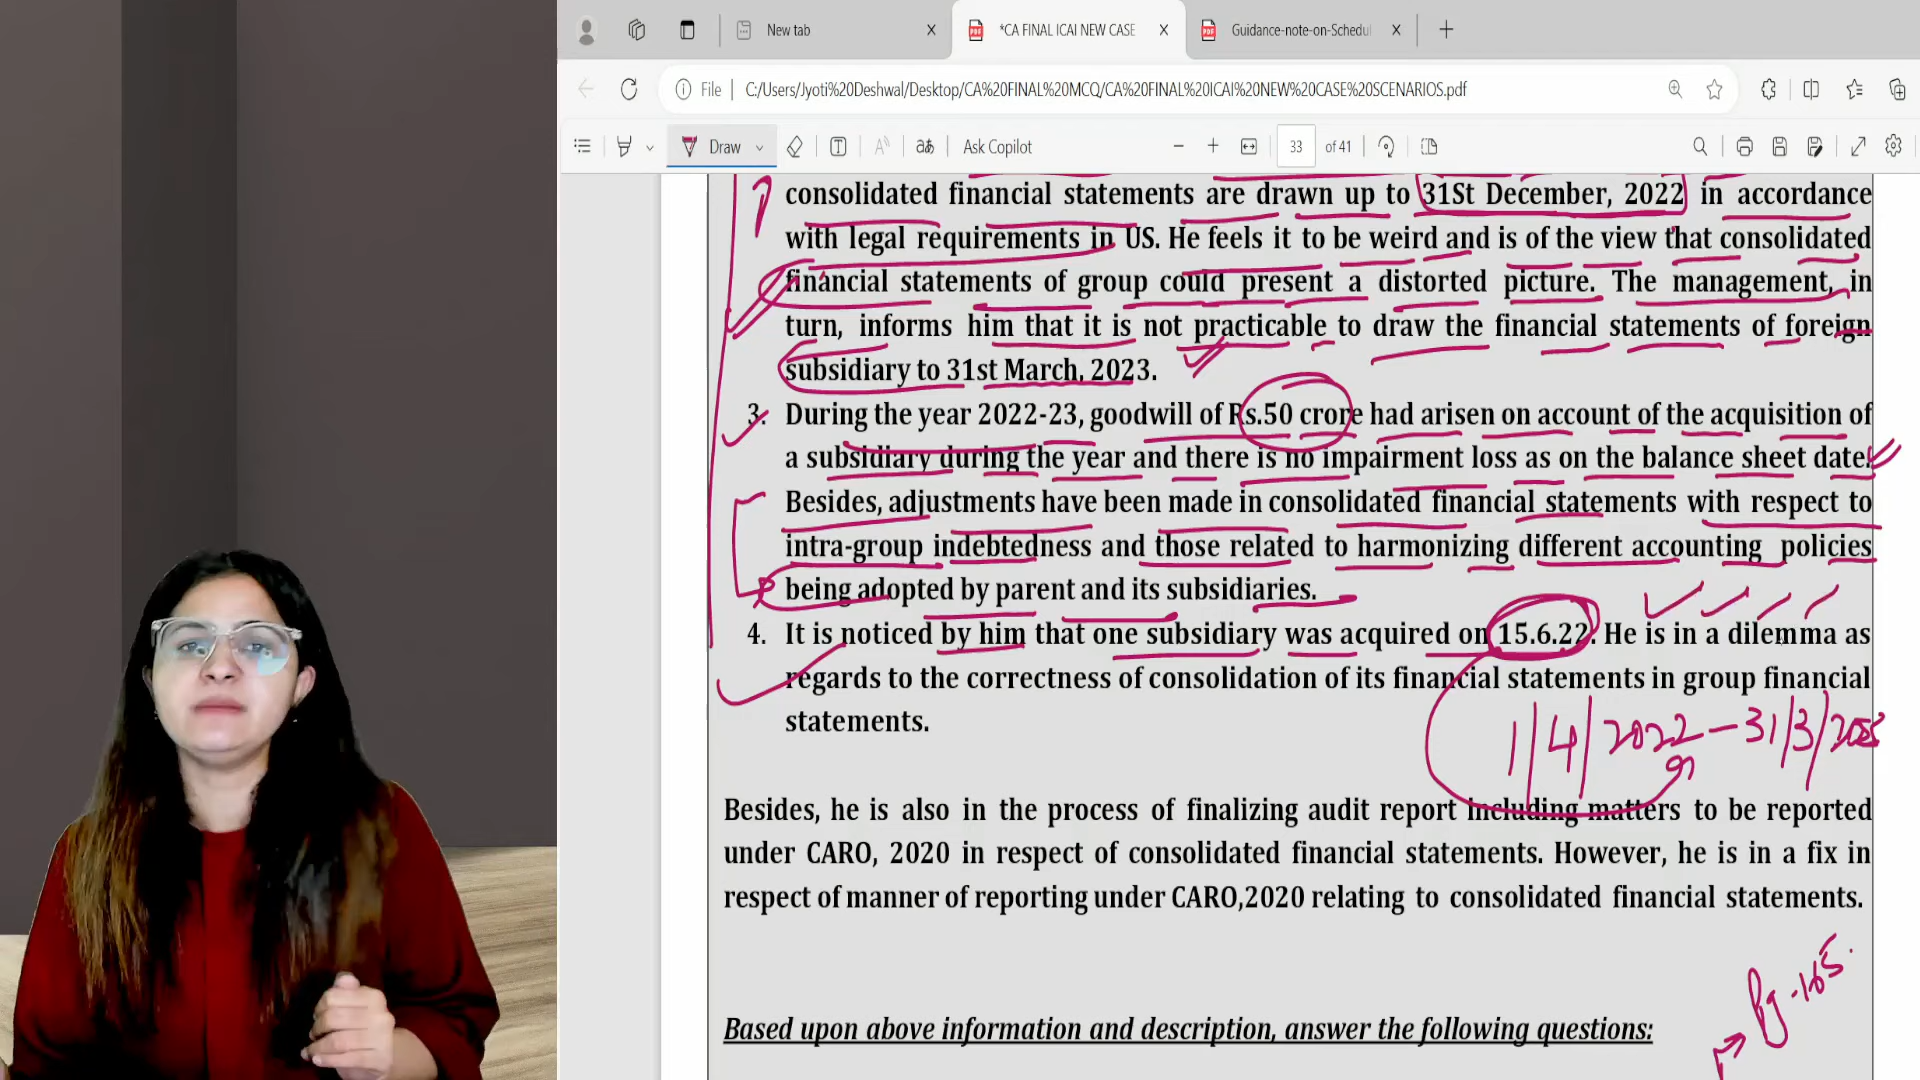 New tab
*CA FINAL ICAI NEW CASE
Guidance-note-on-Schedul
File
C:/Users/Jyoti%20Deshwal/Desktop/CA%20FINAL%20MCQ/CA%20FINAL%20ICAI%20NEW%20CASE%20SCENARIOS.pdf
Draw
Ask Copilot
33
of 41
consolidated financial statements are drawn up to 31St December, 2022 in accordance
with legal requirements in US. He feels it to be weird and is of the view that consolidated
financial statements of group could present a distorted picture. The management, in
turn, informs him that it is not practicable to draw the financial statements of foreign
subsidiary to 31st March, 2023.
3. During the year 2022-23, goodwill of Rs.50 crore had arisen on account of the acquisition of
a subsidiary during the year and there is no impairment loss as on the balance sheet date.
Besides, adjustments have been made in consolidated financial statements with respect to
intra-group indebtedness and those related to harmonizing different accounting policies
being adopted by parent and its subsidiaries.
4. It is noticed by him that one subsidiary was acquired on 15.6.22. He is in a dilemma as
regards to the correctness of consolidation of its financial statements in group financial
statements.
1/4/2022 - 31/3/
Besides, he is also in the process of finalizing audit report including matters to be reported
under CARO, 2020 in respect of consolidated financial statements. However, he is in a fix in
respect of manner of reporting under CARO,2020 relating to consolidated financial statements.
Pg-165.
Based upon above information and description, answer the following questions: